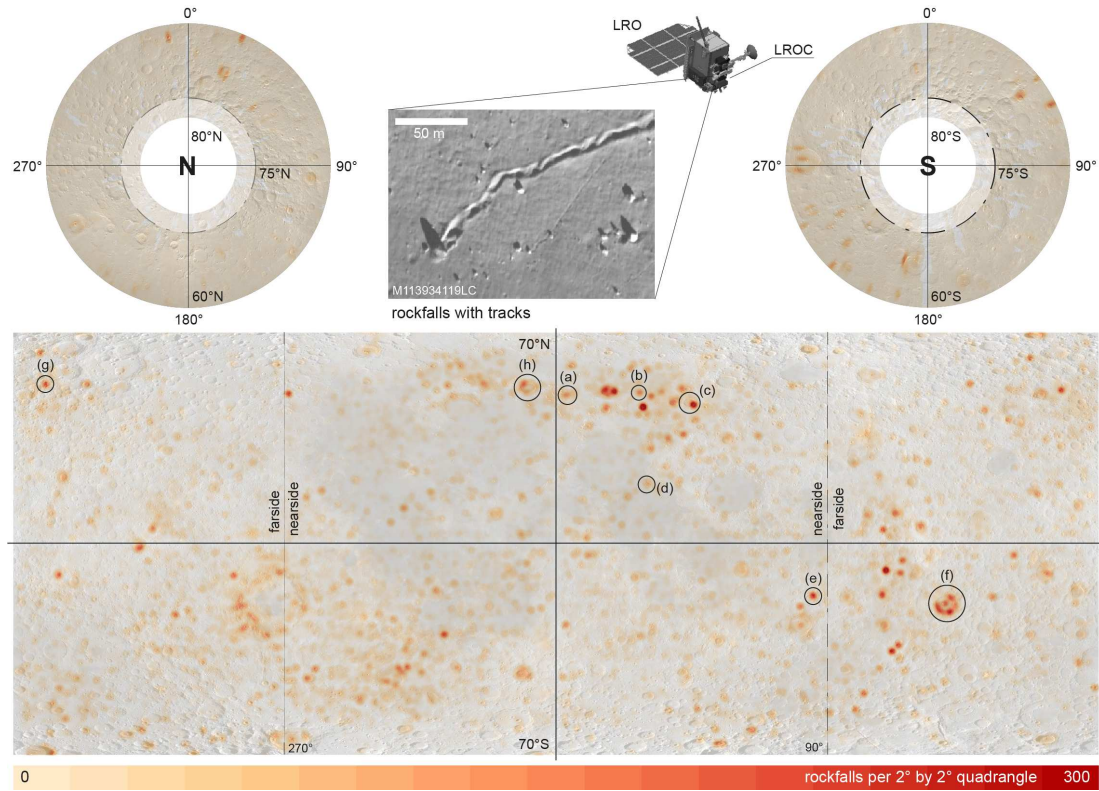 0°
80°N
N
270°
75°N
90°
60°N
180°
LRO
LROC
50 m
M113934119LC
rockfalls with tracks
0°
80°S
S
270°
75°S
90°
60°S
180°
70°N
(g)
(h)
(a)
(b)
(c)
(d)
farside
nearside
nearside
farside
(e)
(f)
270°
70°S
90°
0
rockfalls per 2° by 2° quadrangle
300